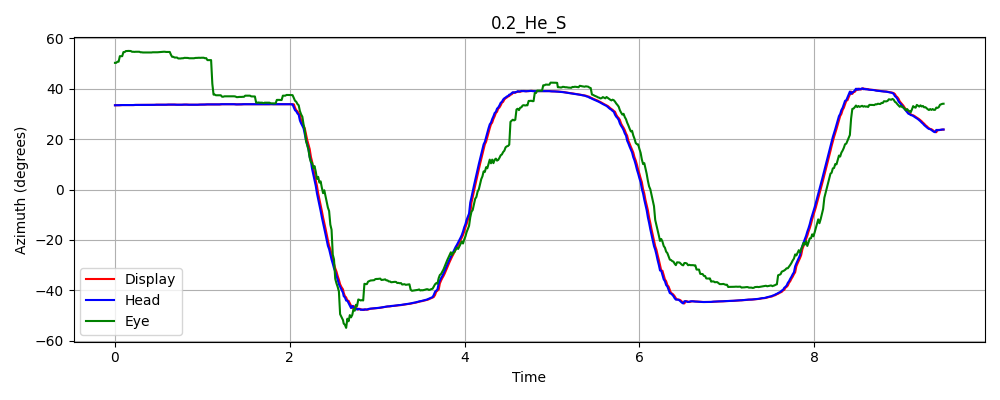 0.2_He_S
Azimuth (degrees)
60
40
20
0
−20
−40
−60
Display
Head
Eye
0 2 4 6 8
Time